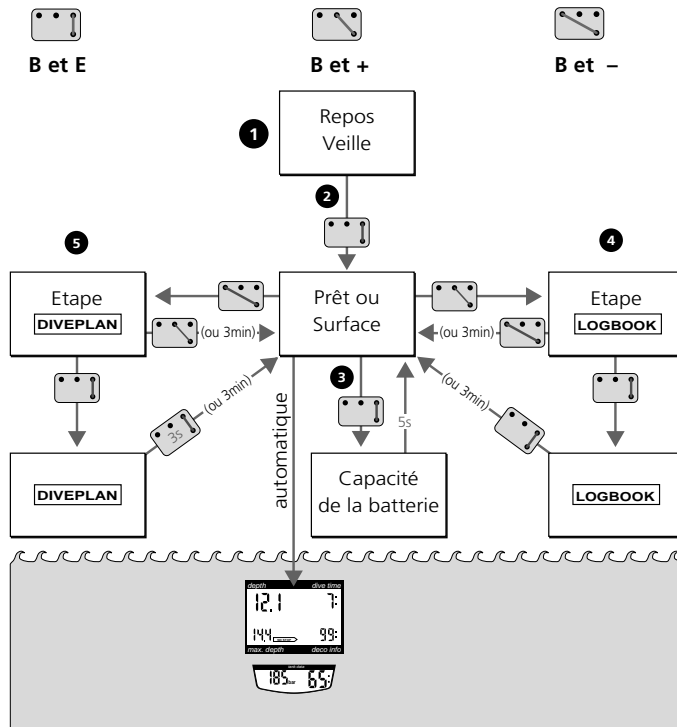 B et E
B et +
B et –
1
Repos
Veille
2
5
4
Etape
DIVEPLAN
Prêt ou
Surface
Etape
LOGBOOK
(ou 3min)
(ou 3min)
3
automatique
3s
(ou 3min)
5s
(ou 3min)
DIVEPLAN
Capacité
de la batterie
LOGBOOK
depth dive time
12.1 7:
14.4 99:
max. depth deco info
185bar 65: